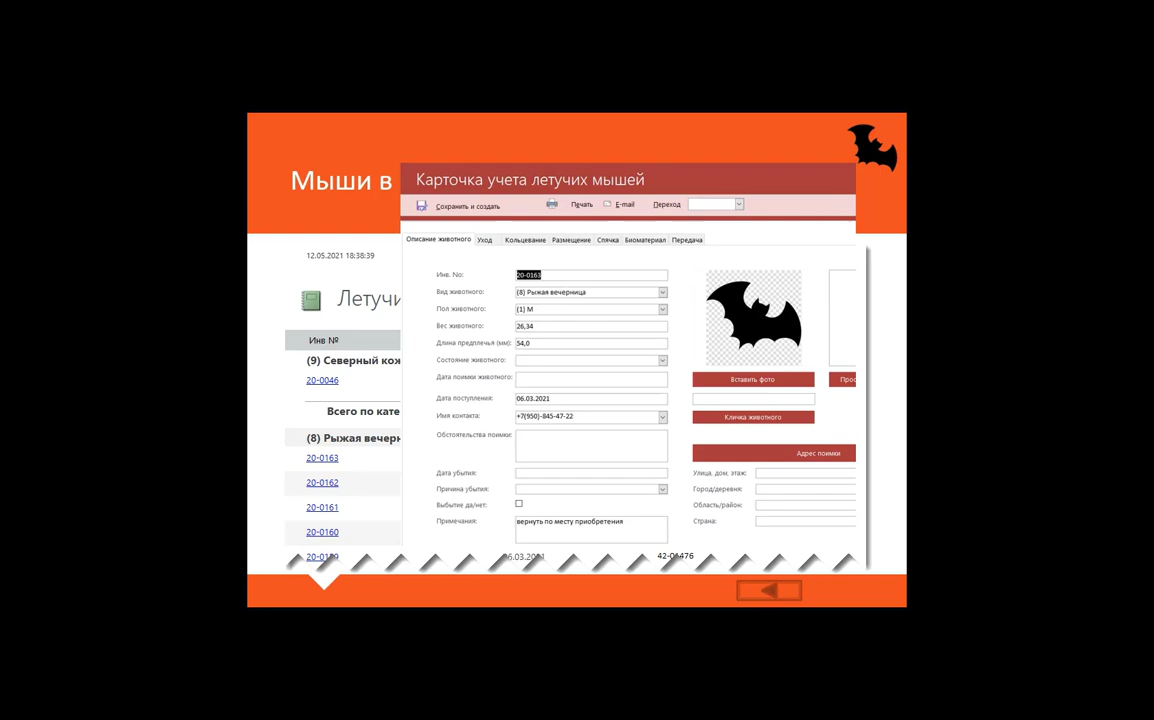 Мыши в
12.05.2021 18:38:39
Летучи
Инв №
(9) Северный кож
20-0046
Всего по кате
(8) Рыжая вечерн
20-0163
20-0162
20-0161
20-0160
Карточка учета летучих мышей
Сохранить и создать
Печать
E-mail
Переход
Описание животного Уход Кольцевание Размещение Спячка Биоматериал Передача
Инв. No: 20-0163
Вид животного: (8) Рыжая вечерница
Пол животного: (1) М
Вес животного: 26,34
Длина предплечья (мм): 54,0
Состояние животного:
Дата поимки животного:
Дата поступления: 06.03.2021
Имя контакта: +7(950)-845-47-22
Обстоятельства поимки:
Дата убытия:
Причина убытия:
Выбытие да/нет:
Примечания: вернуть по месту приобретения
Вставить фото
Прос
Кличка животного
Адрес поимки
Улица, дом, этаж:
Город/деревня:
Область/район:
Страна: